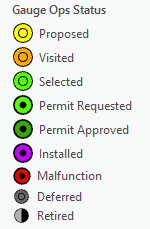 Gauge Ops Status
Proposed
Visited
Selected
Permit Requested
Permit Approved
Installed
Malfunction
Deferred
Retired